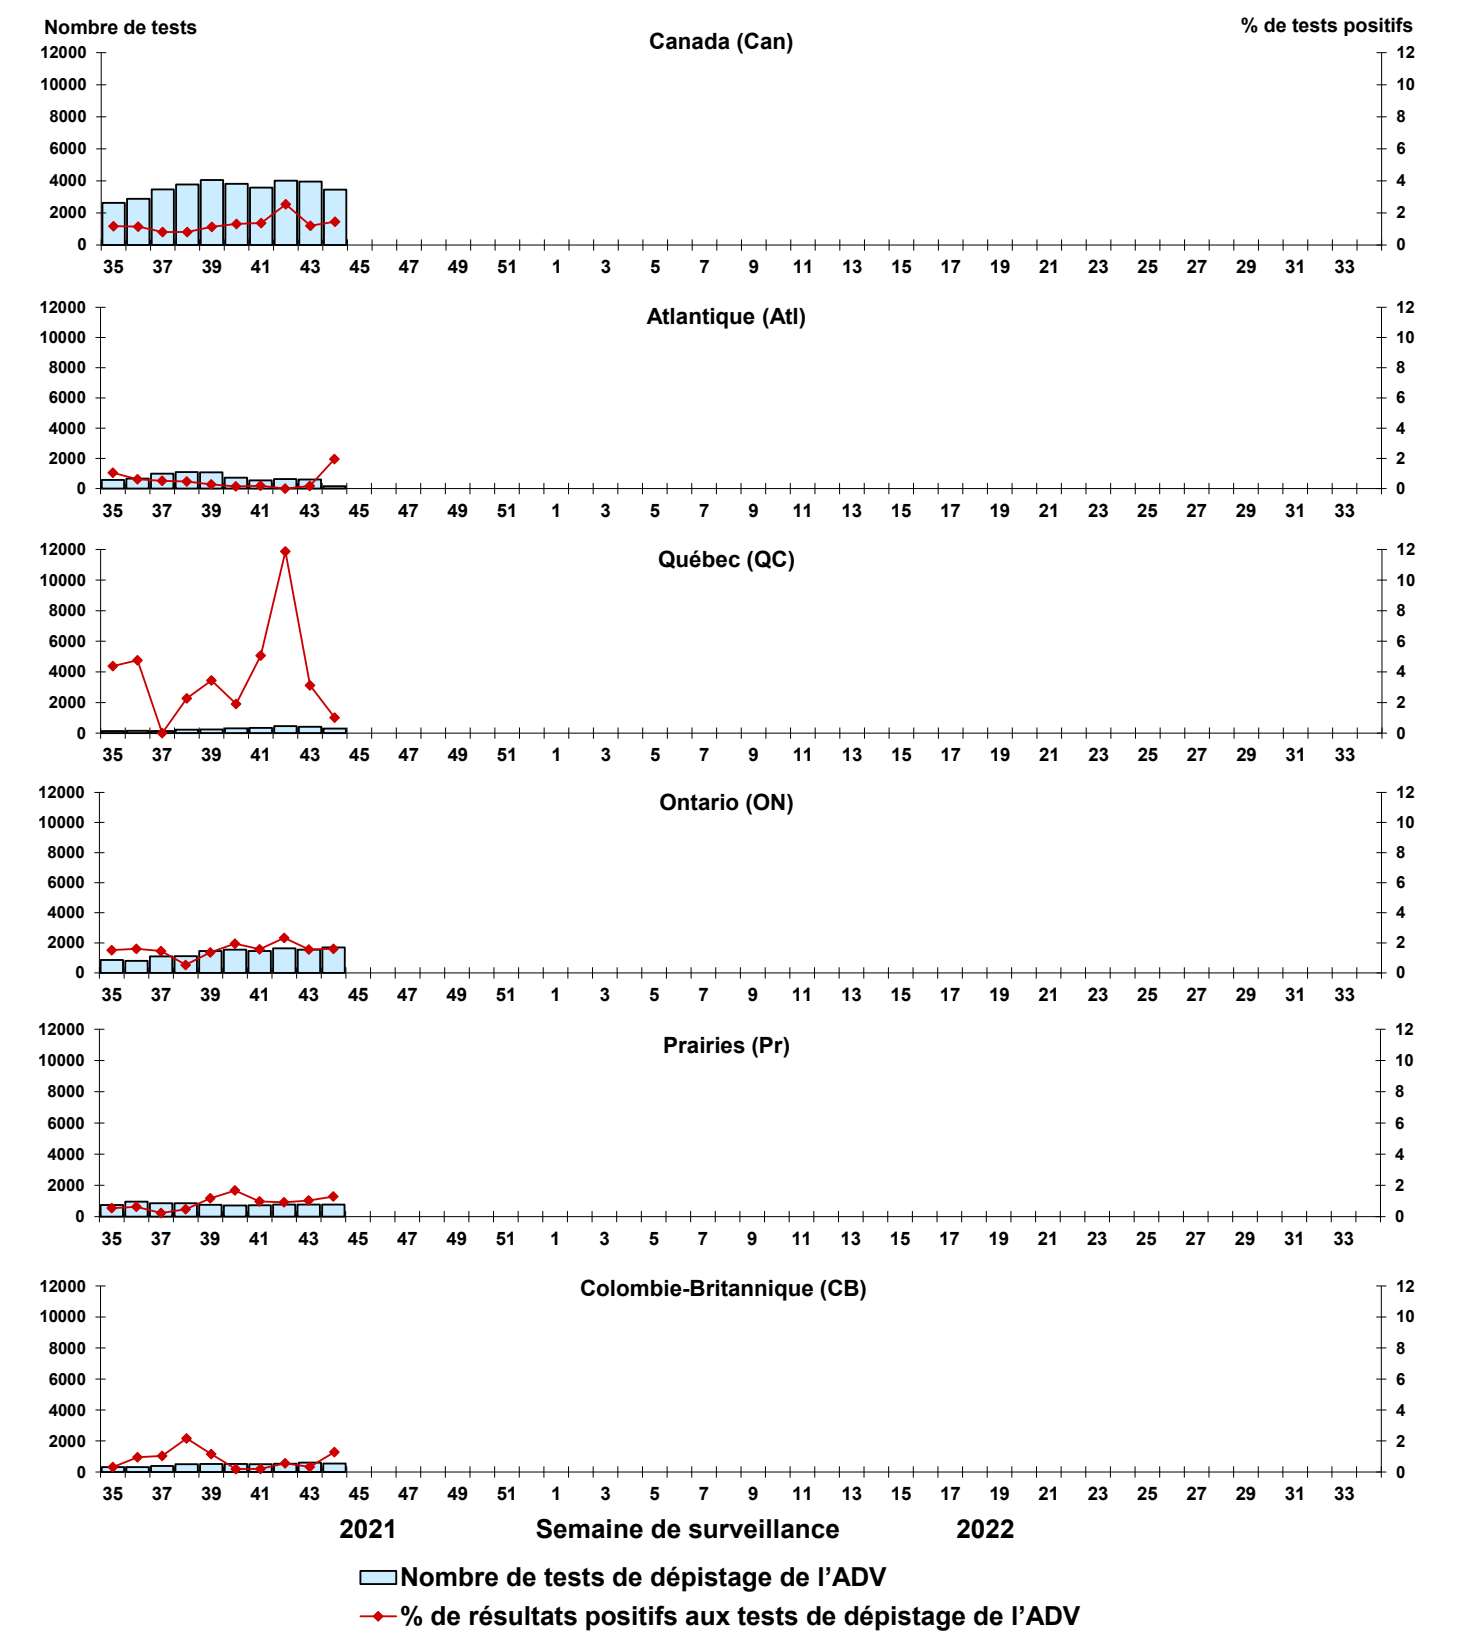 Nombre de tests % de tests positifs
Canada (Can)
12000 12
10000 10
8000 8
6000 6
4000 4
2000 2
0 0
35 37 39 41 43 45 47 49 51 1 3 5 7 9 11 13 15 17 19 21 23 25 27 29 31 33
Atlantique (Atl)
12000 12
10000 10
8000 8
6000 6
4000 4
2000 2
0 0
35 37 39 41 43 45 47 49 51 1 3 5 7 9 11 13 15 17 19 21 23 25 27 29 31 33
Québec (QC)
12000 12
10000 10
8000 8
6000 6
4000 4
2000 2
0 0
35 37 39 41 43 45 47 49 51 1 3 5 7 9 11 13 15 17 19 21 23 25 27 29 31 33
Ontario (ON)
12000 12
10000 10
8000 8
6000 6
4000 4
2000 2
0 0
35 37 39 41 43 45 47 49 51 1 3 5 7 9 11 13 15 17 19 21 23 25 27 29 31 33
Prairies (Pr)
12000 12
10000 10
8000 8
6000 6
4000 4
2000 2
0 0
35 37 39 41 43 45 47 49 51 1 3 5 7 9 11 13 15 17 19 21 23 25 27 29 31 33
Colombie-Britannique (CB)
12000 12
10000 10
8000 8
6000 6
4000 4
2000 2
0 0
35 37 39 41 43 45 47 49 51 1 3 5 7 9 11 13 15 17 19 21 23 25 27 29 31 33
2021 Semaine de surveillance 2022
Nombre de tests de dépistage de l’ADV
% de résultats positifs aux tests de dépistage de l’ADV